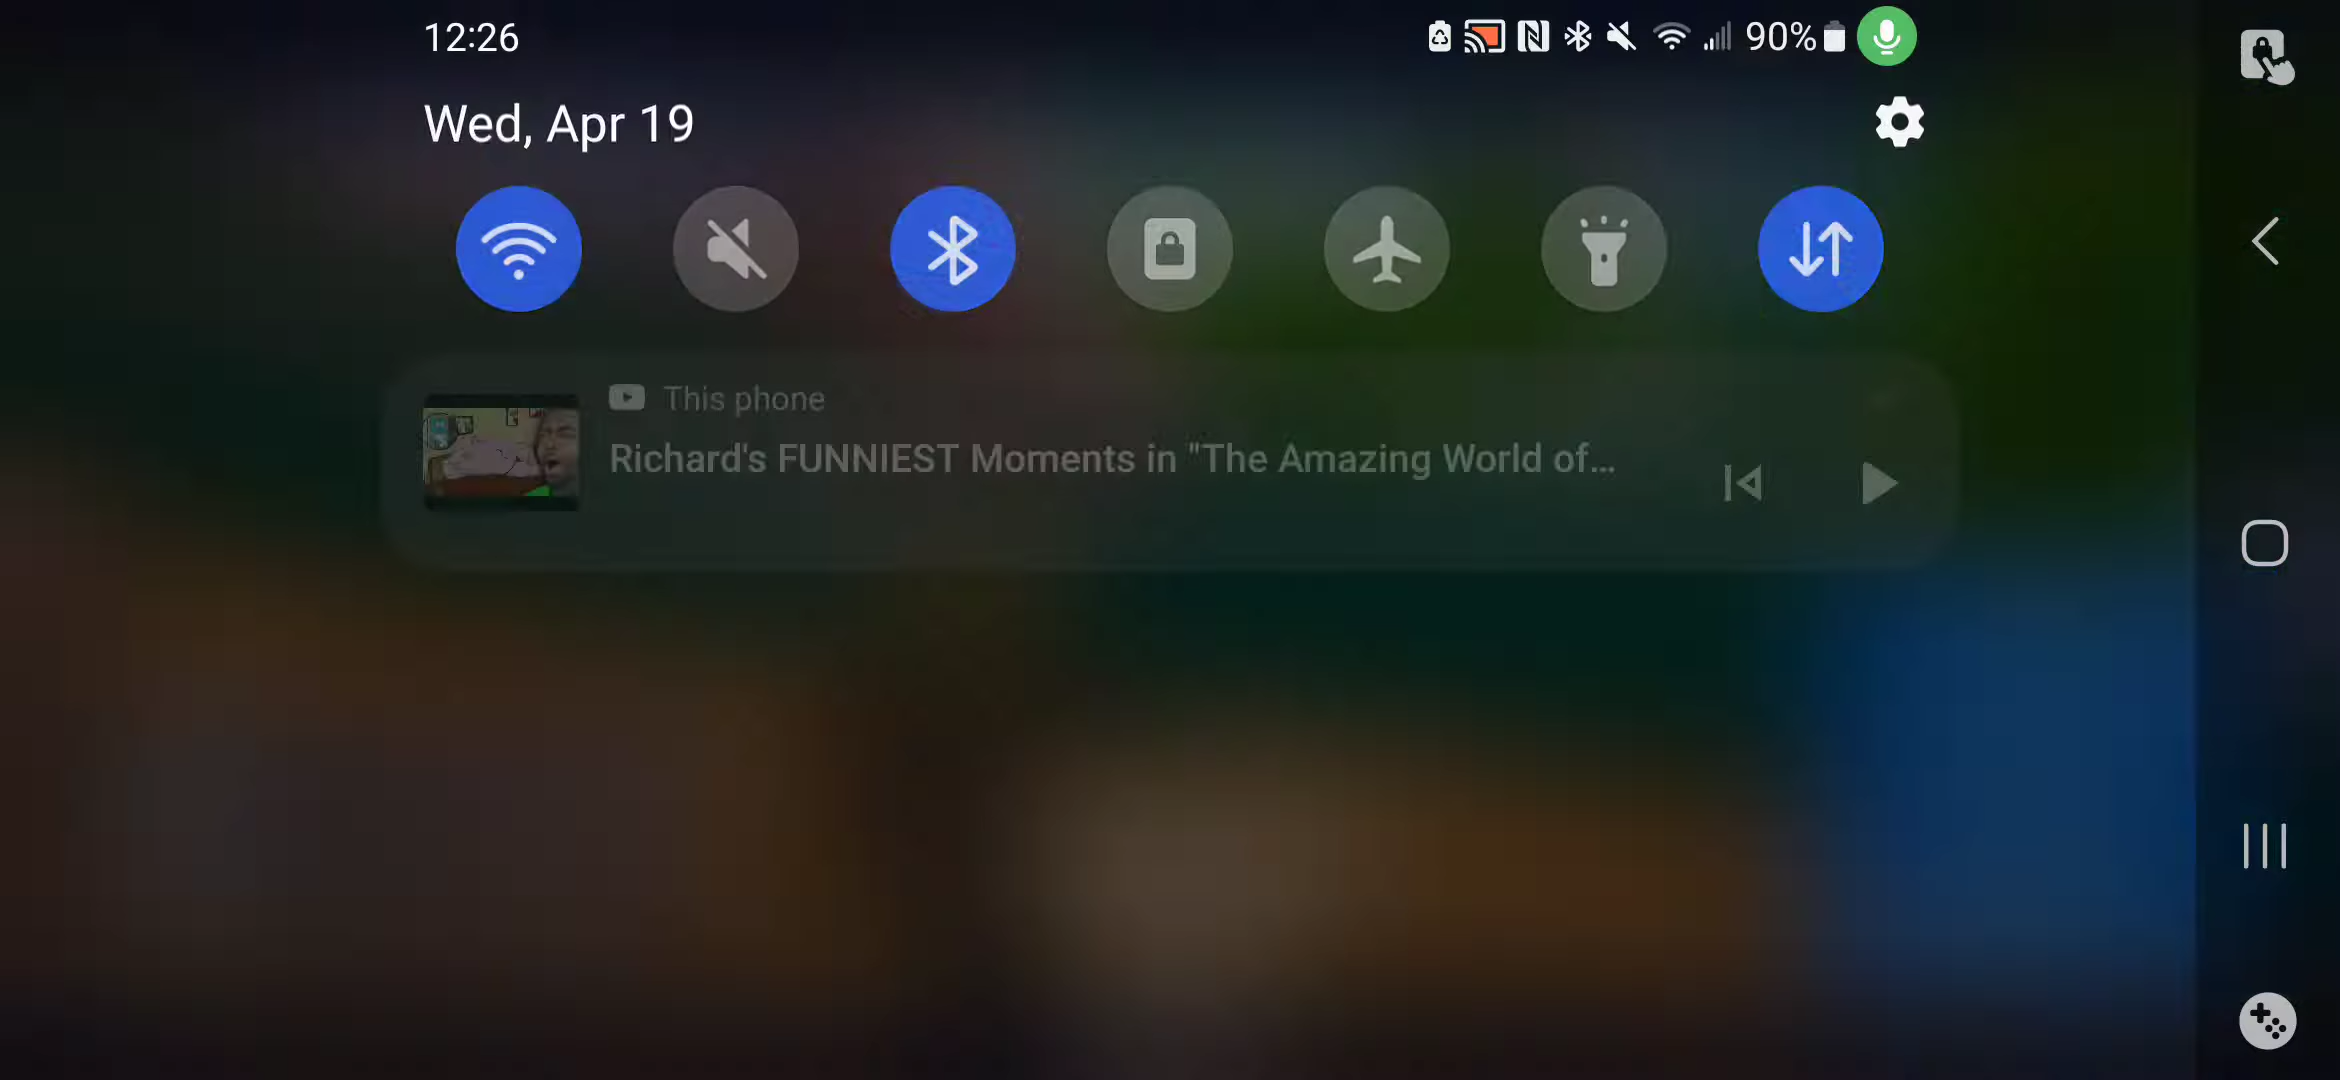 12:26
90%
Wed, Apr 19
This phone
Richard's FUNNIEST Moments in "The Amazing World of...